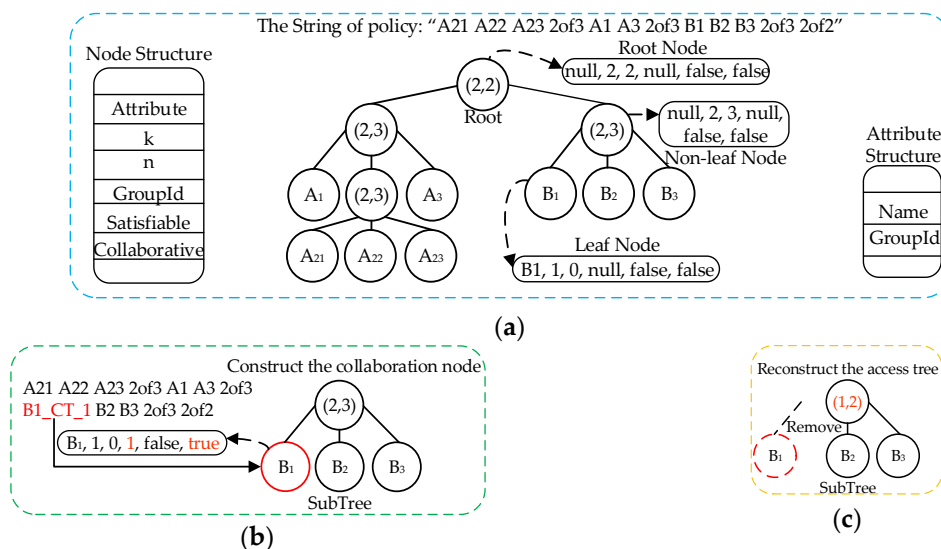 The String of policy: “A21 A22 A23 2of3 A1 A3 2of3 B1 B2 B3 2of3 2of2”
Node Structure
Attribute
k
n
GroupId
Satisfiable
Collaborative
Root Node
null, 2, 2, null, false, false
(2,2)
Root
(2,3)
(2,3)
null, 2, 3, null,
false, false
Non-leaf Node
A1
(2,3)
A3
B1
B2
B3
A21
A22
A23
Leaf Node
B1, 1, 0, null, false, false
Attribute
Structure
Name
GroupId
(a)
Construct the collaboration node
A21 A22 A23 2of3 A1 A3 2of3
B1_CT_1 B2 B3 2of3 2of2
B1, 1, 0, 1, false, true
(2,3)
B1
B2
B3
SubTree
(b)
Reconstruct the access tree
(1,2)
Remove
B1
B2
B3
SubTree
(c)